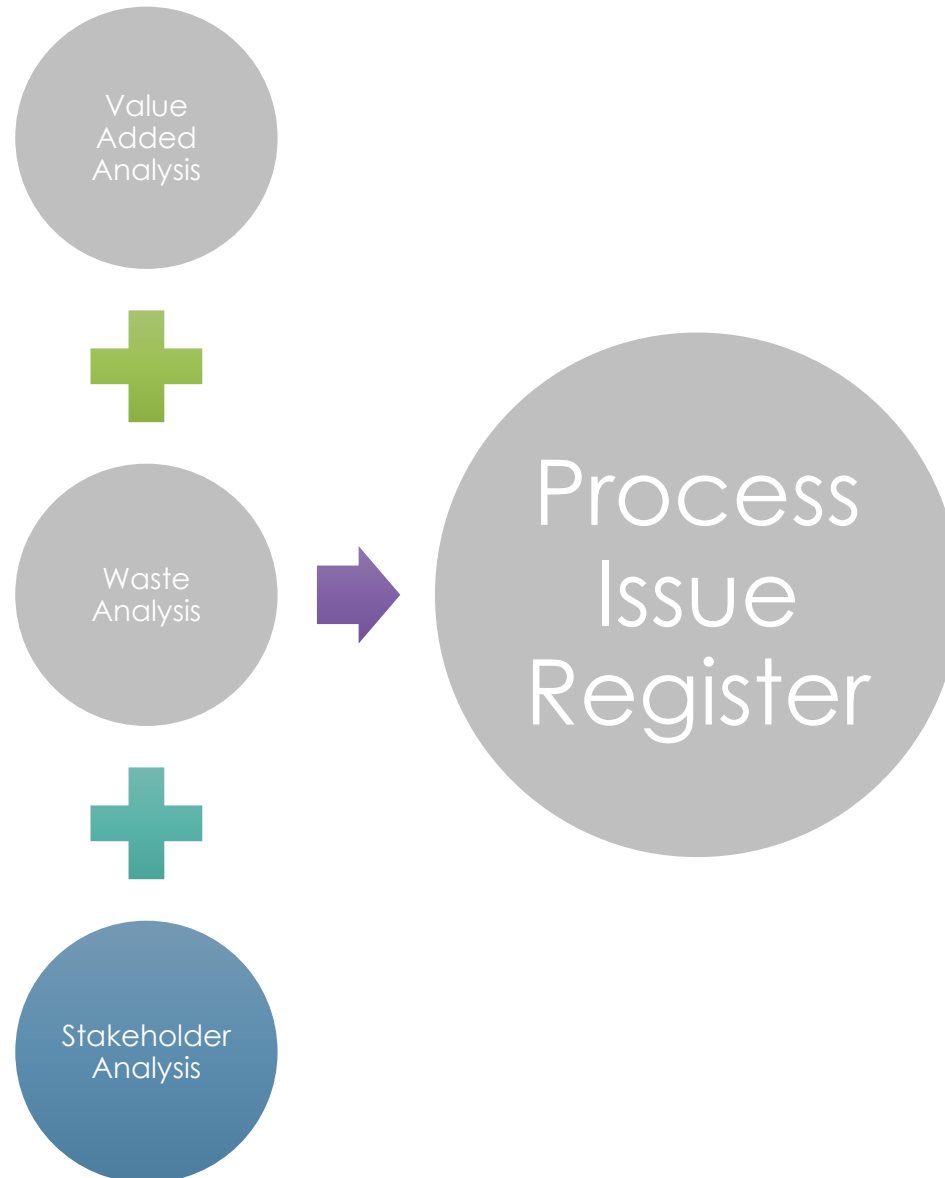 Value
Added
Analysis
Waste
Analysis
Stakeholder
Analysis
Process
Issue
Register